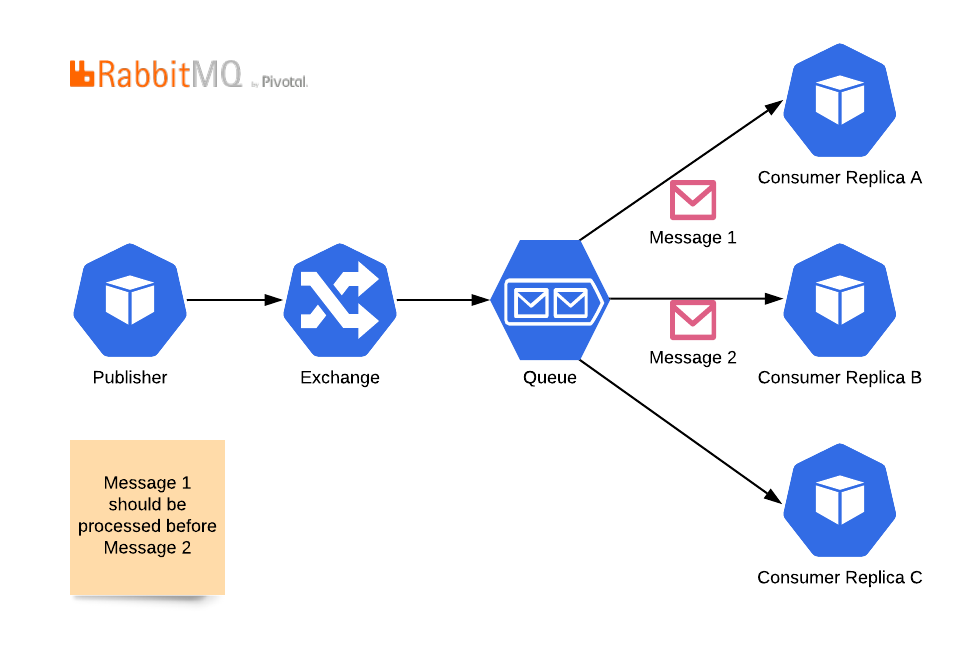 RabbitMQ by Pivotal.
Consumer Replica A
Message 1
Publisher
Exchange
Queue
Message 2
Consumer Replica B
Message 1
should be
processed before
Message 2
Consumer Replica C